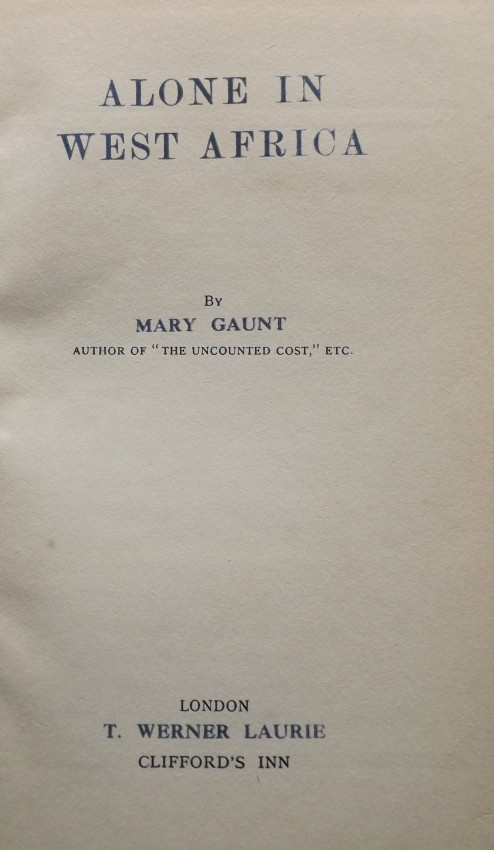 ALONE IN
WEST AFRICA
BY
MARY GAUNT
AUTHOR OF "THE UNCOUNTED COST," ETC.
LONDON
T. WERNER LAURIE
CLIFFORD'S INN